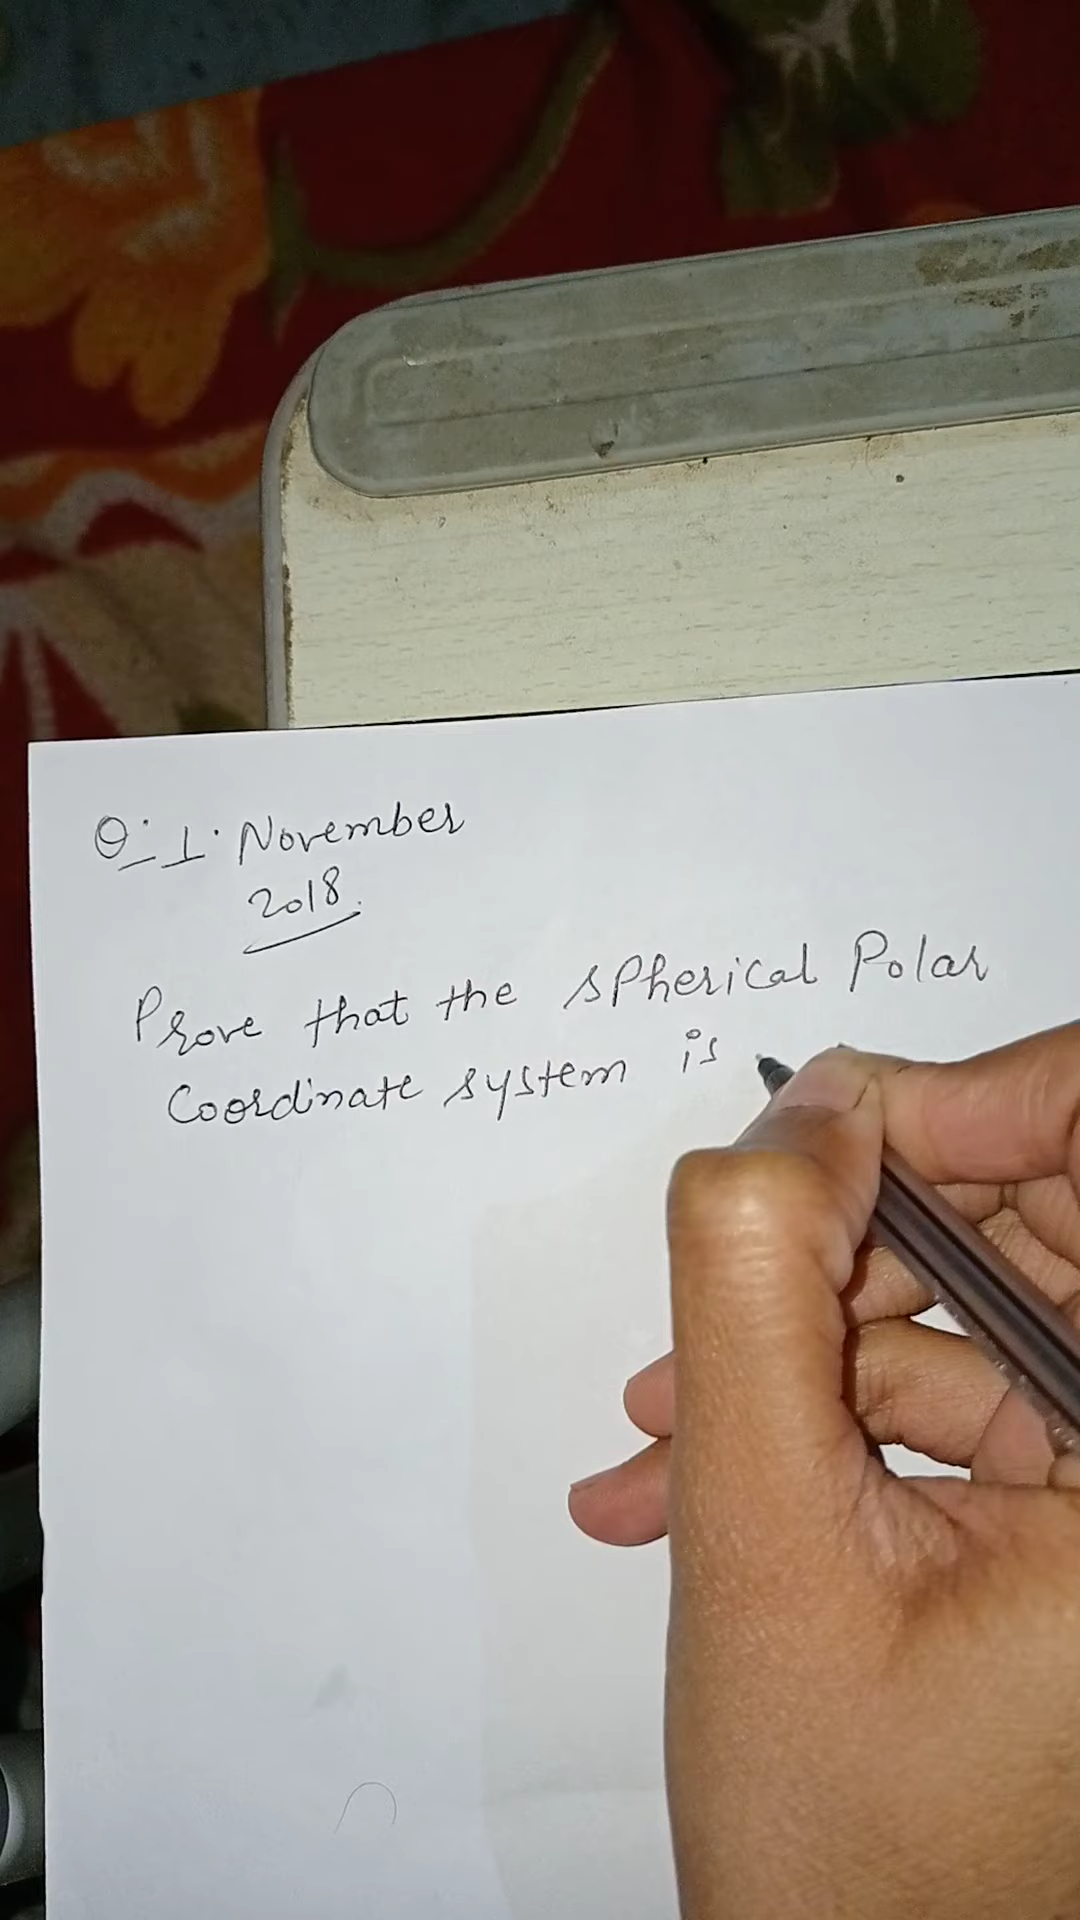 Q. 1. November
2018.
Prove that the spherical Polar
Coordinate system is